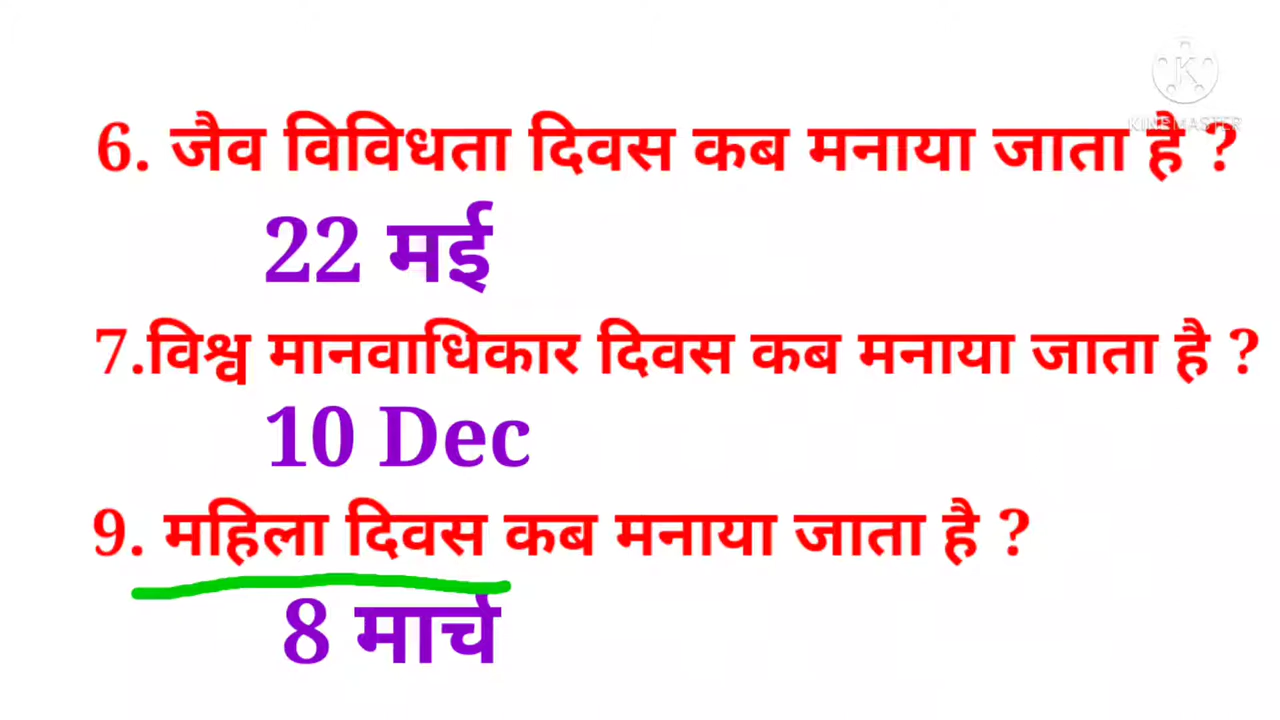 KINEMASTER
6. जैव विविधता दिवस कब मनाया जाता है ?
22 मई
7.विश्व मानवाधिकार दिवस कब मनाया जाता है ?
10 Dec
9. महिला दिवस कब मनाया जाता है ?
8 मार्च